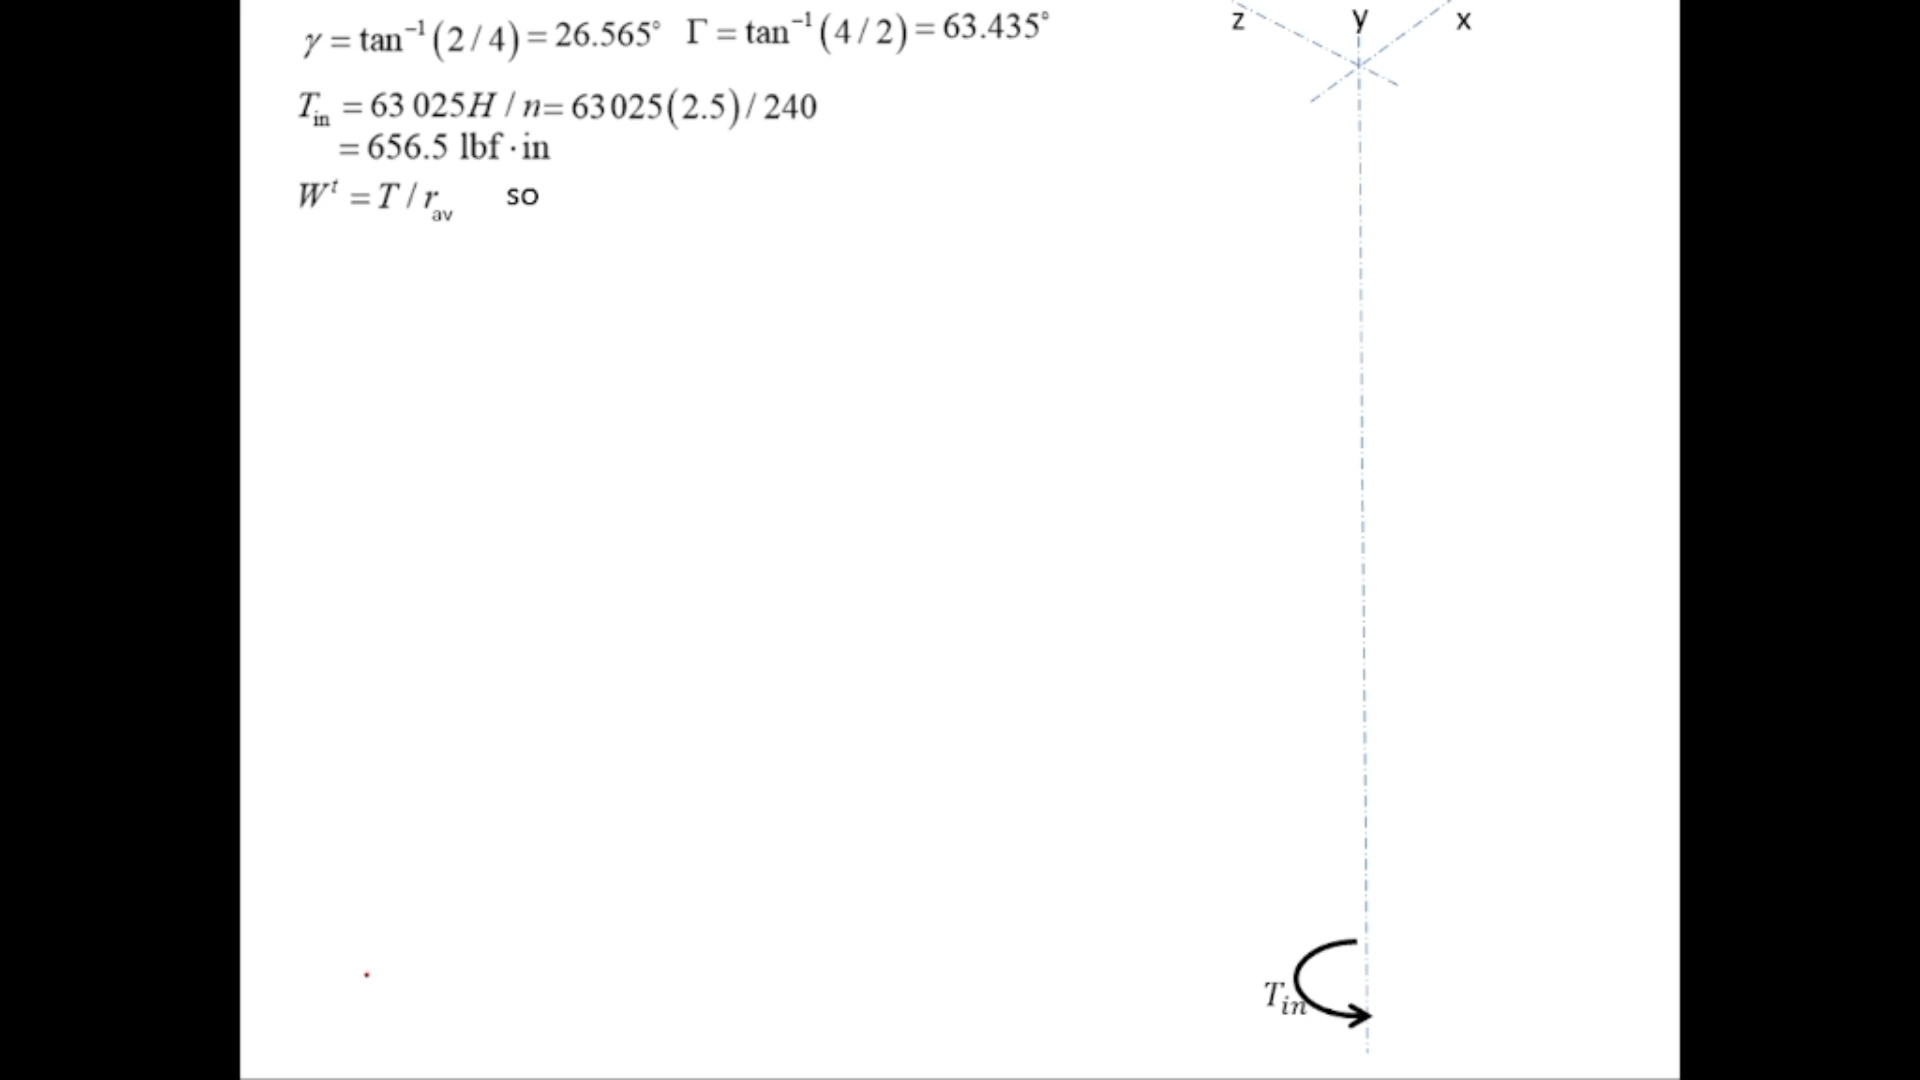 γ = tan⁻¹(2/4) = 26.565° Γ = tan⁻¹(4/2) = 63.435°
T_in = 63 025H / n= 63 025(2.5)/ 240
= 656.5 lbf · in
Wᵗ = T / r_av so
z y x
T_in